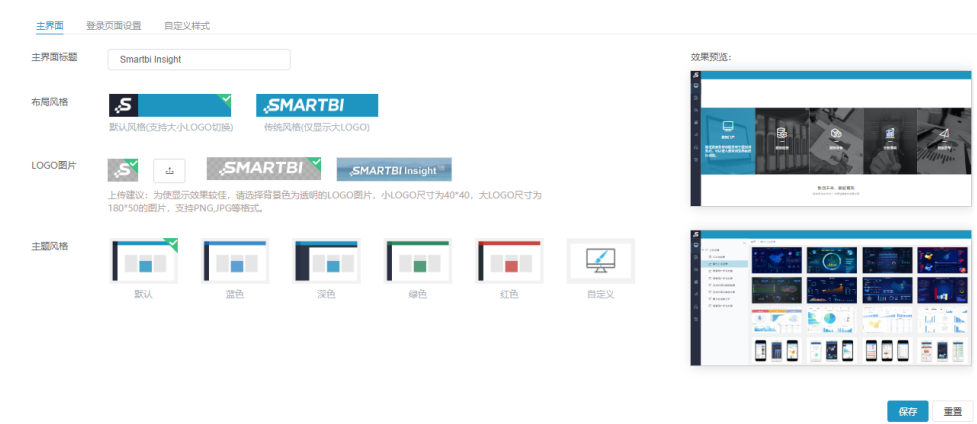 主界面 登录页面设置 自定义样式
主界面标题 Smartbi Insight 效果预览：
布局风格 S SMARTBI
默认风格(支持大小LOGO切换) 传统风格(仅显示大LOGO)
LOGO图片 S SMARTBI SMARTBI Insight
上传建议：为使显示效果较佳，请选择背景色为透明的LOGO图片，小LOGO尺寸为40*40，大LOGO尺寸为
180*50的图片，支持PNG,JPG等格式。
主题风格
默认 蓝色 深色 绿色 红色 自定义
保存 重置